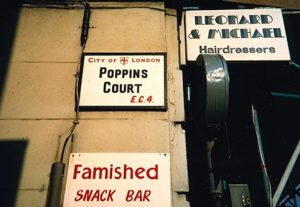 LEONARD
& MICHAEL
Hairdressers
CITY OF LONDON
POPPINS
COURT
E.C.4.
Famished
SNACK BAR